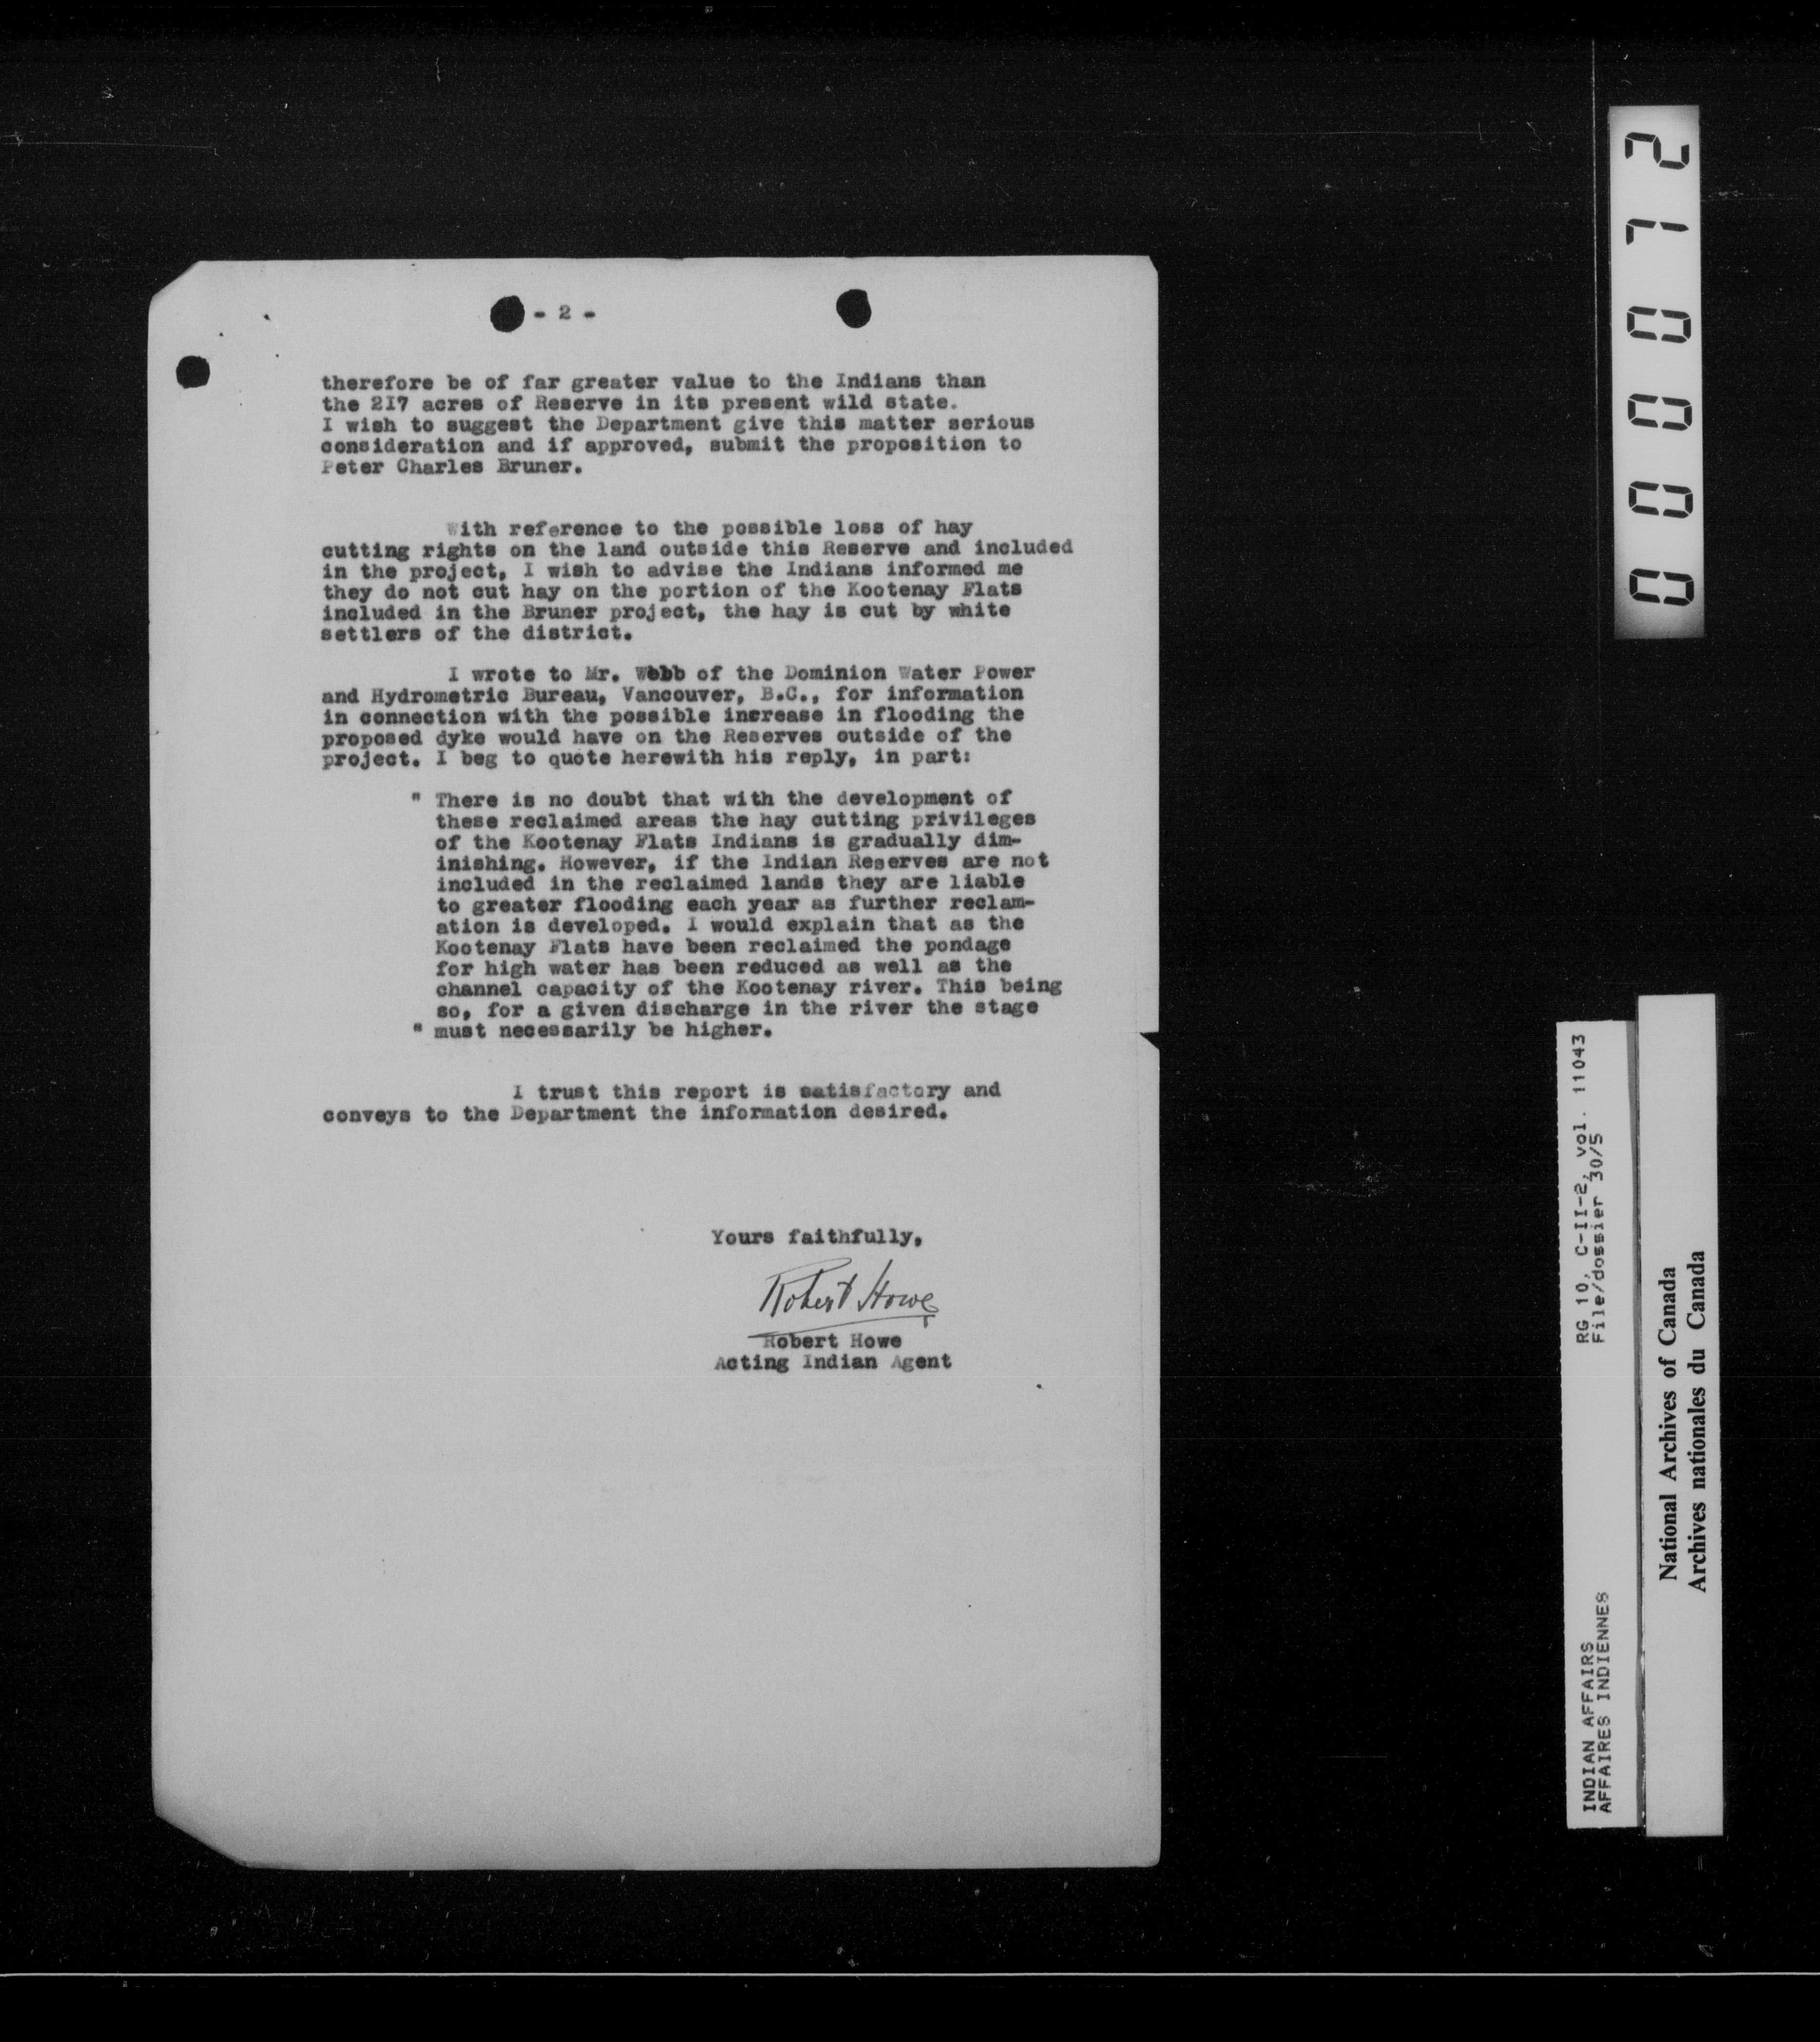 - 2 -
therefore be of far greater value to the Indians than
the 217 acres of Reserve in its present wild state.
I wish to suggest the Department give this matter serious
consideration and if approved, submit the proposition to
Peter Charles Bruner.
With reference to the possible loss of hay
cutting rights on the land outside this Reserve and included
in the project, I wish to advise the Indians informed me
they do not cut hay on the portion of the Kootenay Flats
included in the Bruner project, the hay is cut by white
settlers of the district.
I wrote to Mr. Webb of the Dominion Water Power
and Hydrometric Bureau, Vancouver, B.C., for information
in connection with the possible increase in flooding the
proposed dyke would have on the Reserves outside of the
project. I beg to quote herewith his reply, in part:
" There is no doubt that with the development of
these reclaimed areas the hay cutting privileges
of the Kootenay Flats Indians is gradually dim-
inishing. However, if the Indian Reserves are not
included in the reclaimed lands they are liable
to greater flooding each year as further reclam-
ation is developed. I would explain that as the
Kootenay Flats have been reclaimed the pondage
for high water has been reduced as well as the
channel capacity of the Kootenay river. This being
so, for a given discharge in the river the stage
" must necessarily be higher.
I trust this report is satisfactory and
conveys to the Department the information desired.
Yours faithfully,
Robert Howe
Robert Howe
Acting Indian Agent
000072
INDIAN AFFAIRS RG 10, C-II-2, vol. 11043
AFFAIRES INDIENNES File/dossier 30/5
National Archives of Canada
Archives nationales du Canada